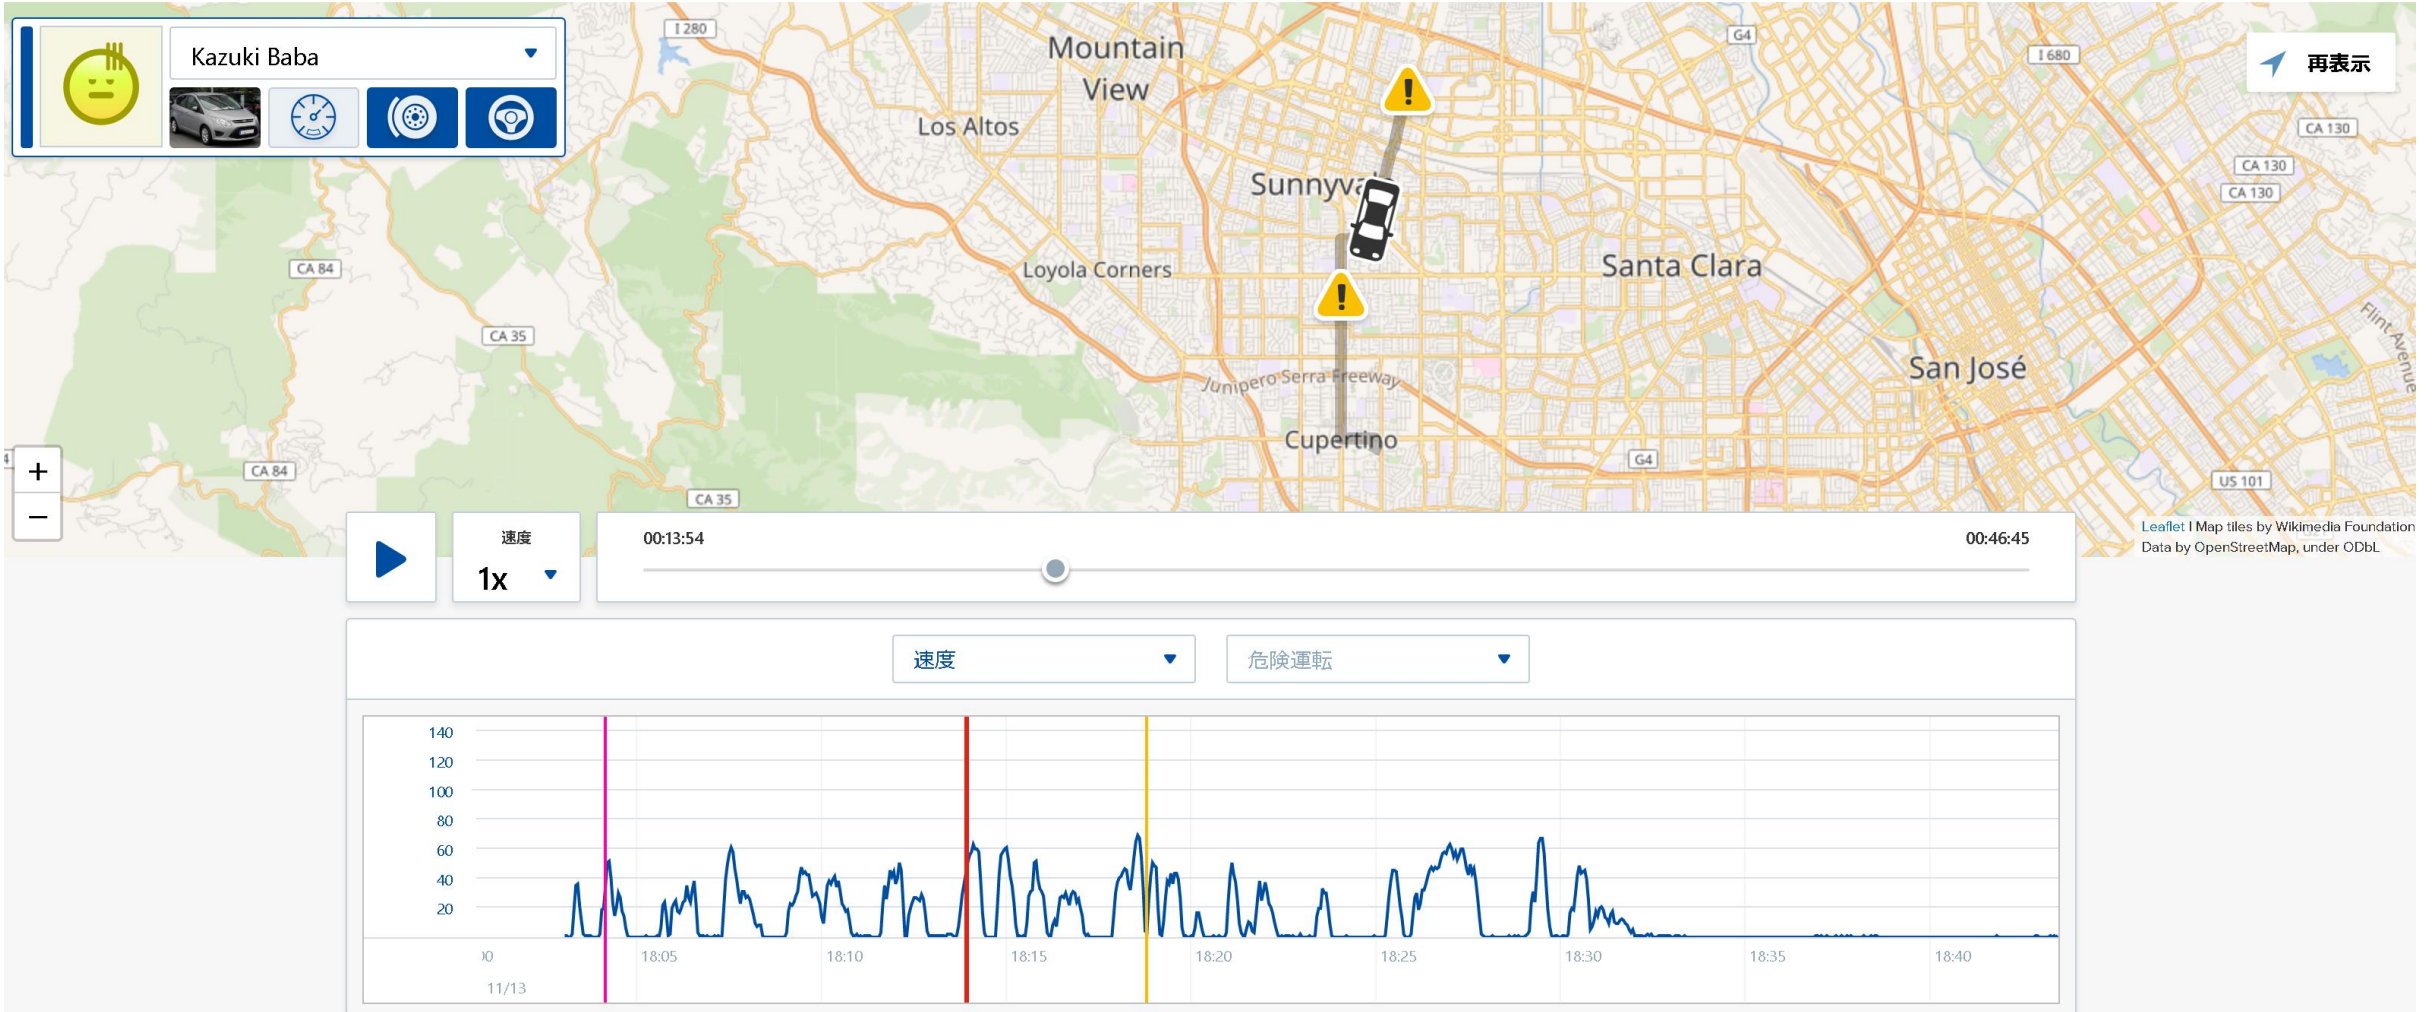 I 280
Mountain
View
G4
I 680
再表示
Kazuki Baba
Los Altos
CA 130
CA 130
CA 130
Sunnyva
Loyola Corners
Santa Clara
CA 84
CA 35
Flint Avenue
San José
Junipero Serra Freeway
Cupertino
G4
CA 84
CA 35
US 101
+
−
Leaflet | Map tiles by Wikimedia Foundation
Data by OpenStreetMap, under ODbL
速度
1x
00:13:54
00:46:45
速度
危険運転
140
120
100
80
60
40
20
00
18:05
18:10
18:15
18:20
18:25
18:30
18:35
18:40
11/13